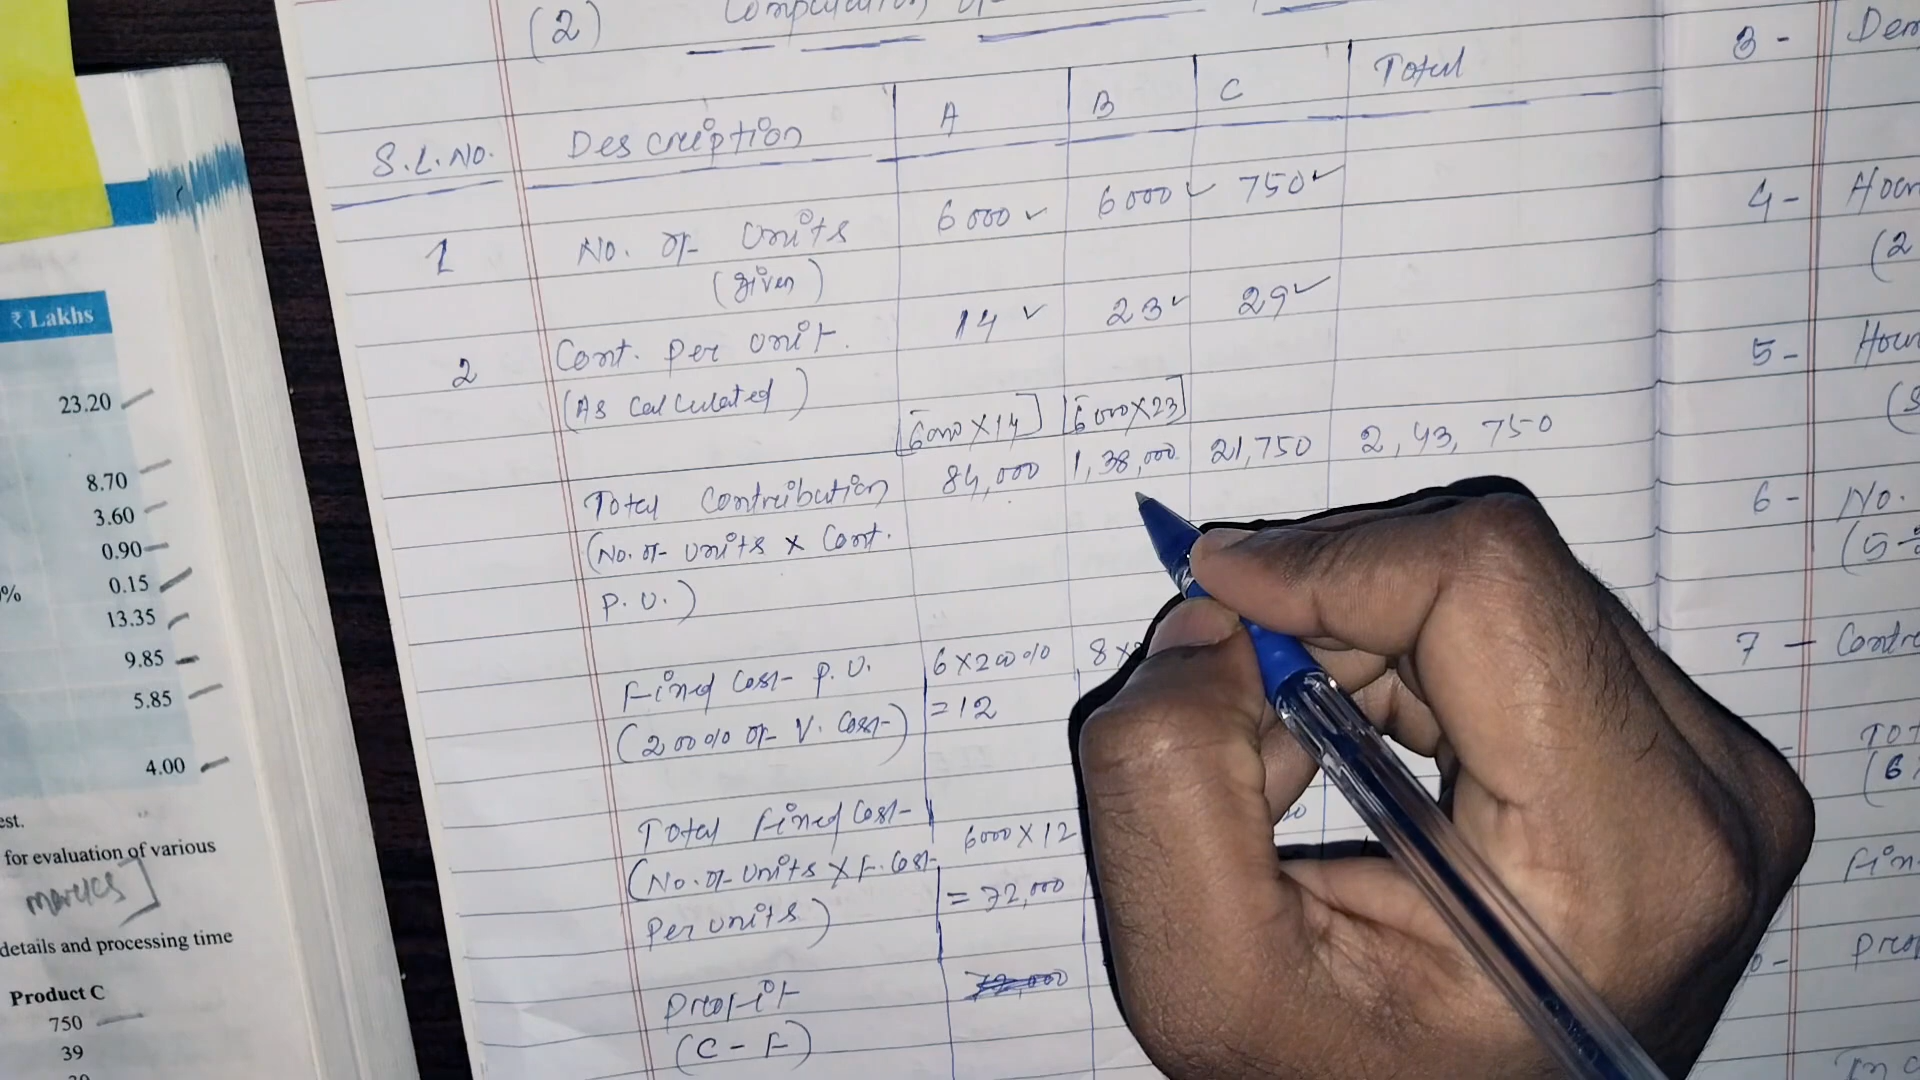 (2)
A B C Total
S.L.No. Description
1 No. of Units 6000 6000 750
(given)
2 Cont. Per Unit. 14 23 29
(As Calculated)
[6000 X 14] [6000 X 23]
Total Contribution 84,000 1,38,000 21,750 2,43,750
(No. of Units x Cont.
P.U.)
Fixed Cost P.U. 6 X 200%
(200% of V. Cost) = 12
Total Fixed Cost 6000 X 12
(No. of Units X F. Cost = 72,000
Per Units)
Profit
(C - F)
₹ Lakhs
23.20
8.70
3.60
0.90
% 0.15
13.35
9.85
5.85
4.00
for evaluation of various
marks]
details and processing time
Product C
750
39
3 -
4 -
(2
5 -
6 - No.
(5
7 -
(6